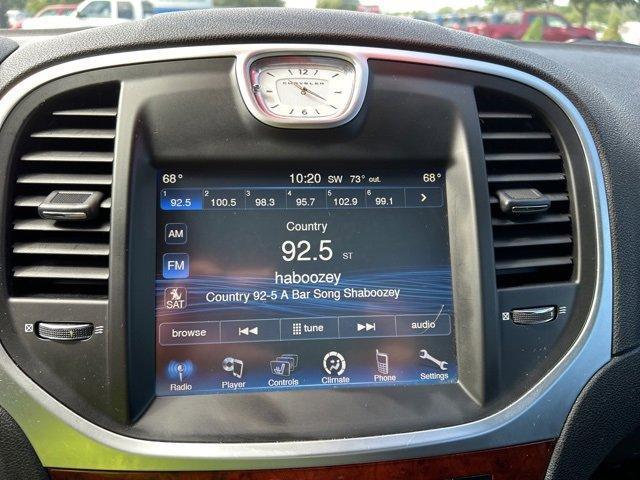 12
CHRYSLER
68° 10:20 SW 73° out. 68°
1 2 3 4 5 6
92.5 100.5 98.3 95.7 102.9 99.1
AM
Country
92.5 ST
FM
haboozey
SAT
Country 92-5 A Bar Song Shaboozey
browse tune audio
Radio Player Controls Climate Phone Settings